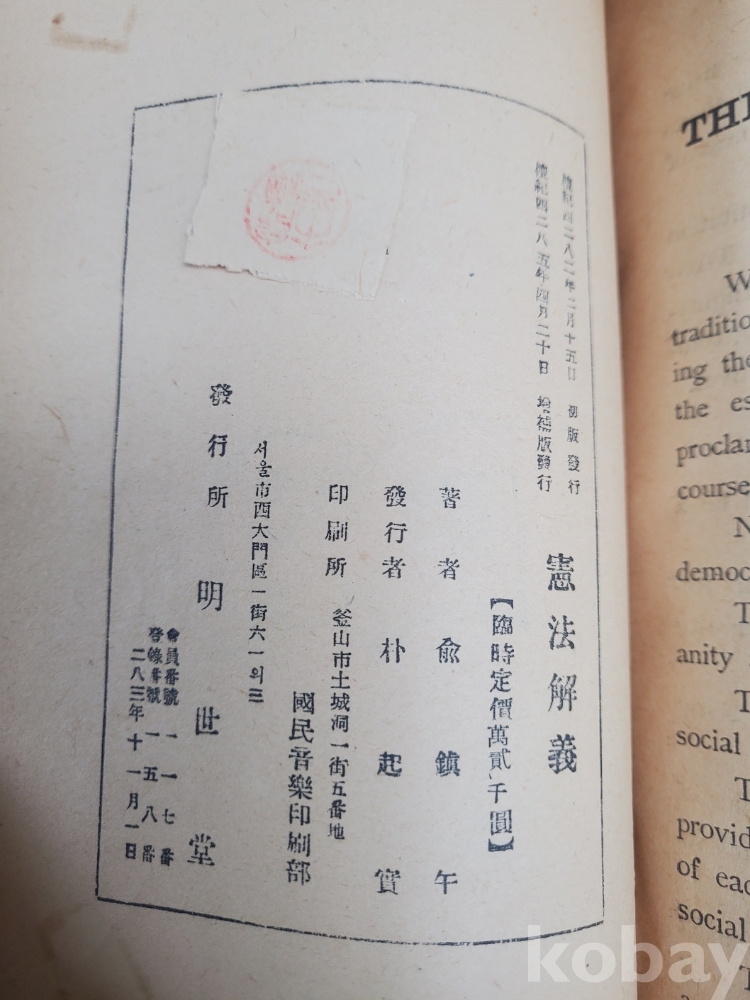 檀紀四二八二年二月十五日 初版發行
檀紀四二八五年四月二十日 增補版發行
憲法解義
【臨時定價萬貳千圓】
著者 兪鎭午
發行者 朴起實
印刷所 釜山市土城洞一街五番地
國民音樂印刷部
서울市西大門區一街六一의三
發行所 明世堂
會員番號 一一七番
登錄番號 一五八番
二八三年十一月一日
THE
W
traditio
ing the
the es
proclar
course
N
democ
T
anity
T
social
T
provid
of eac
social
T
kobay